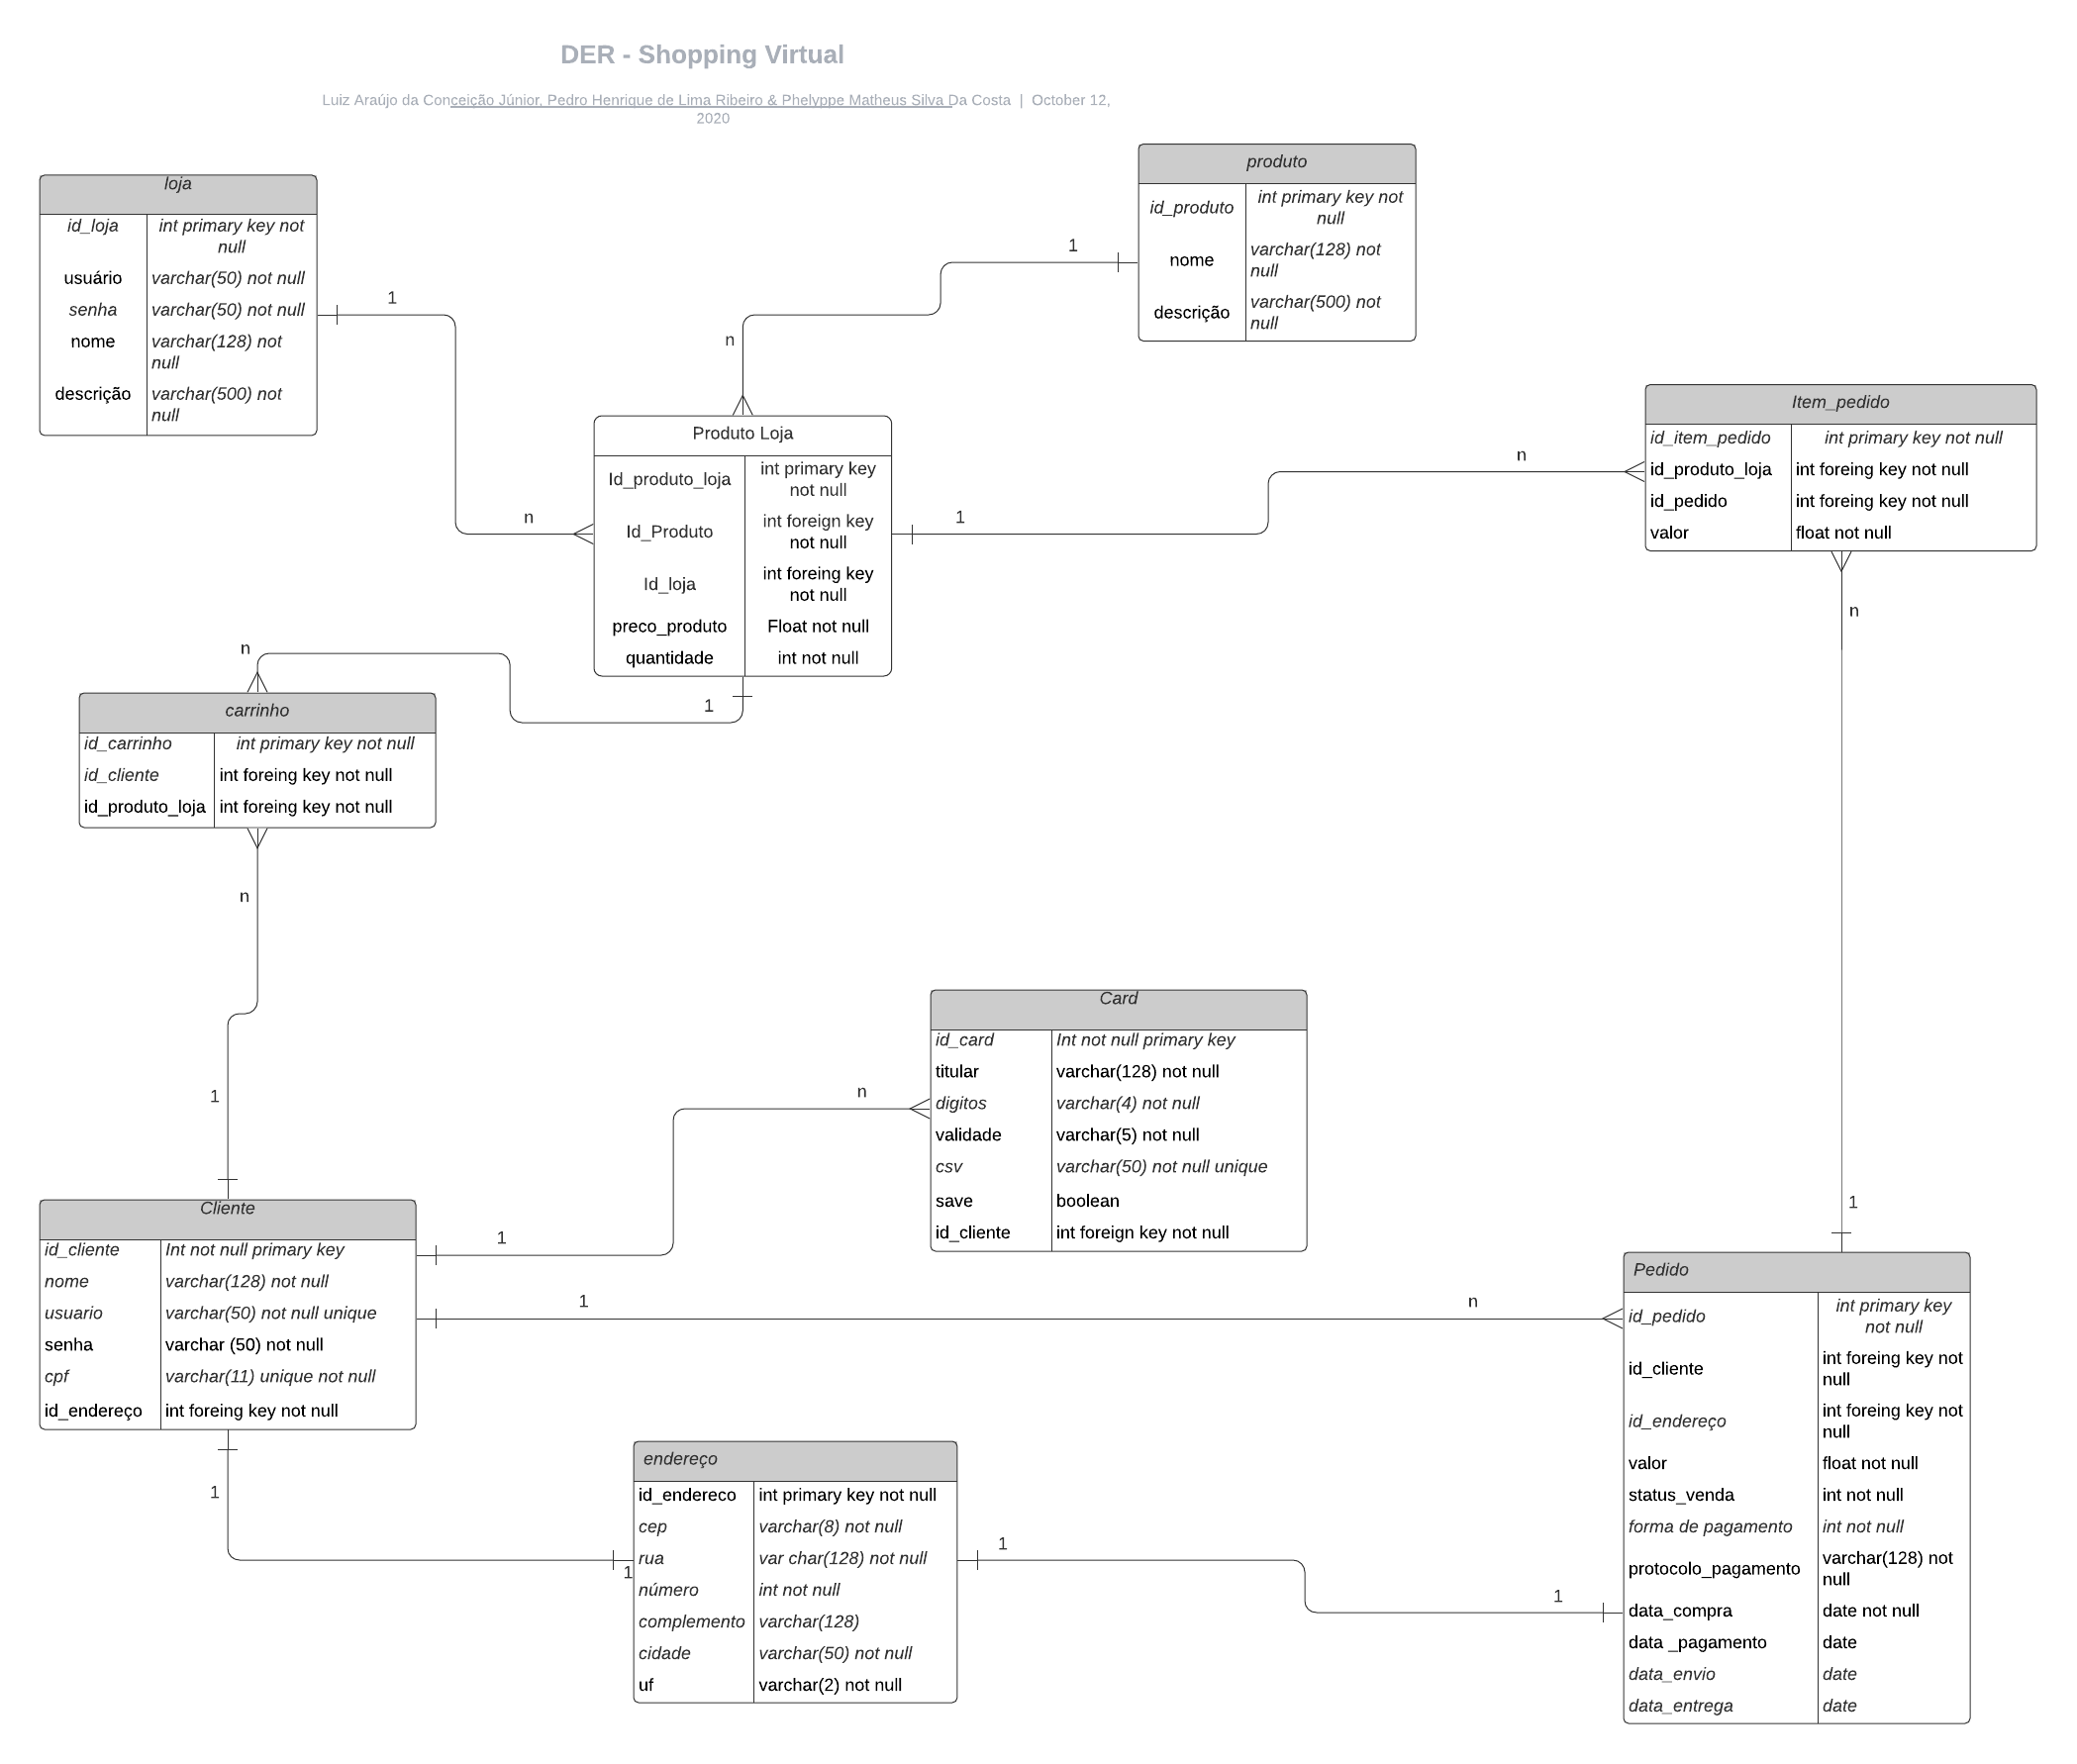 DER - Shopping Virtual
Luiz Araújo da Conceição Júnior, Pedro Henrique de Lima Ribeiro & Phelyppe Matheus Silva Da Costa | October 12,
2020
loja
id_loja int primary key not
null
usuário varchar(50) not null
senha varchar(50) not null
nome varchar(128) not
null
descrição varchar(500) not
null
1
n
produto
id_produto int primary key not
null
nome varchar(128) not
null
descrição varchar(500) not
null
1
n
Produto Loja
Id_produto_loja int primary key
not null
Id_Produto int foreign key
not null
Id_loja int foreing key
not null
preco_produto Float not null
quantidade int not null
1
n
Item_pedido
id_item_pedido int primary key not null
id_produto_loja int foreing key not null
id_pedido int foreing key not null
valor float not null
n
1
n
1
carrinho
id_carrinho int primary key not null
id_cliente int foreing key not null
id_produto_loja int foreing key not null
n
1
Card
id_card Int not null primary key
titular varchar(128) not null
digitos varchar(4) not null
validade varchar(5) not null
csv varchar(50) not null unique
save boolean
id_cliente int foreign key not null
n
1
Cliente
id_cliente Int not null primary key
nome varchar(128) not null
usuario varchar(50) not null unique
senha varchar (50) not null
cpf varchar(11) unique not null
id_endereço int foreing key not null
1
n
1
1
endereço
id_endereco int primary key not null
cep varchar(8) not null
rua var char(128) not null
número int not null
complemento varchar(128)
cidade varchar(50) not null
uf varchar(2) not null
1
1
Pedido
id_pedido int primary key
not null
id_cliente int foreing key not
null
id_endereço int foreing key not
null
valor float not null
status_venda int not null
forma de pagamento int not null
protocolo_pagamento varchar(128) not
null
data_compra date not null
data _pagamento date
data_envio date
data_entrega date